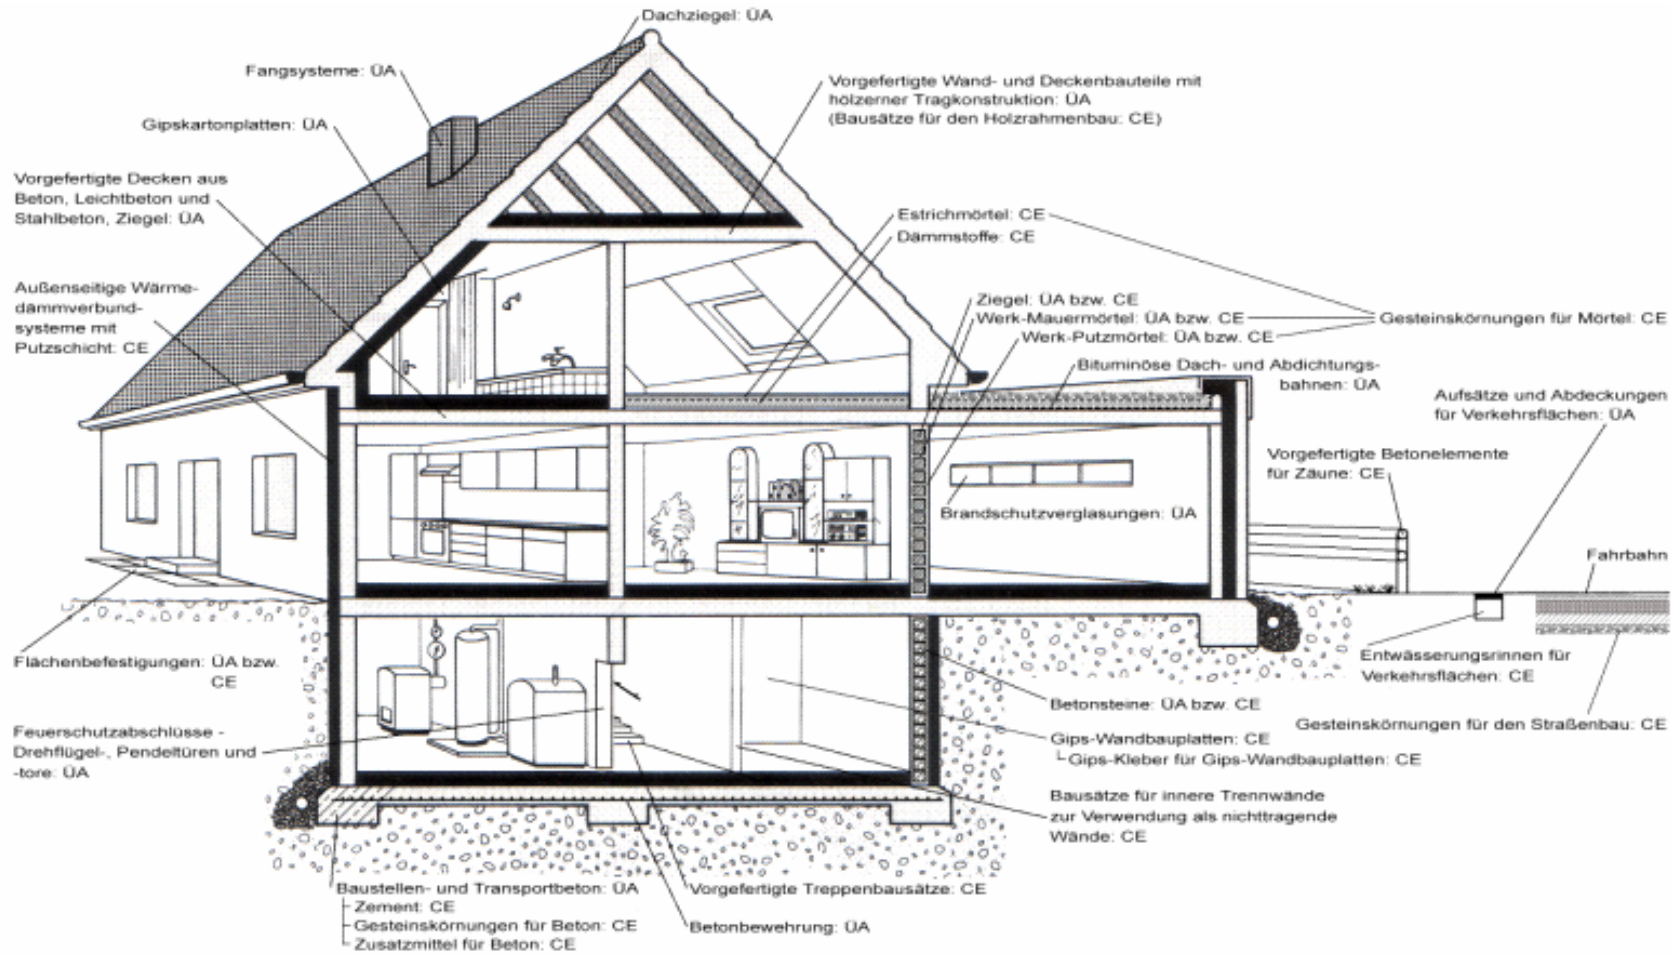 Dachziegel: ÜA
Fangsysteme: ÜA
Gipskartonplatten: ÜA
Vorgefertigte Decken aus
Beton, Leichtbeton und
Stahlbeton, Ziegel: ÜA
Außenseitige Wärme-
dämmverbund-
systeme mit
Putzschicht: CE
Vorgefertigte Wand- und Deckenbauteile mit
hölzerner Tragkonstruktion: ÜA
(Bausätze für den Holzrahmenbau: CE)
Estrichmörtel: CE
Dämmstoffe: CE
Ziegel: ÜA bzw. CE
Werk-Mauermörtel: ÜA bzw. CE
Gesteinskörnungen für Mörtel: CE
Werk-Putzmörtel: ÜA bzw. CE
Bituminöse Dach- und Abdichtungs-
bahnen: ÜA
Aufsätze und Abdeckungen
für Verkehrsflächen: ÜA
Vorgefertigte Betonelemente
für Zäune: CE
Brandschutzverglasungen: ÜA
Fahrbahn
Flächenbefestigungen: ÜA bzw.
CE
Feuerschutzabschlüsse -
Drehflügel-, Pendeltüren und
-tore: ÜA
Entwässerungsrinnen für
Verkehrsflächen: CE
Betonsteine: ÜA bzw. CE
Gesteinskörnungen für den Straßenbau: CE
Gips-Wandbauplatten: CE
Gips-Kleber für Gips-Wandbauplatten: CE
Bausätze für innere Trennwände
zur Verwendung als nichttragende
Wände: CE
Baustellen- und Transportbeton: ÜA
Zement: CE
Gesteinskörnungen für Beton: CE
Zusatzmittel für Beton: CE
Vorgefertigte Treppenbausätze: CE
Betonbewehrung: ÜA